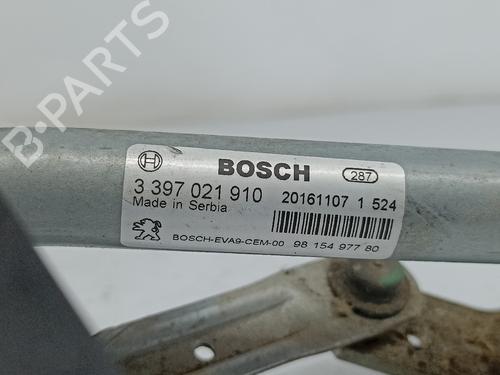 B-PARTS
BOSCH 287
3 397 021 910 20161107 1 524
Made in Serbia
BOSCH-EVA9-CEM-00 98 154 977 80